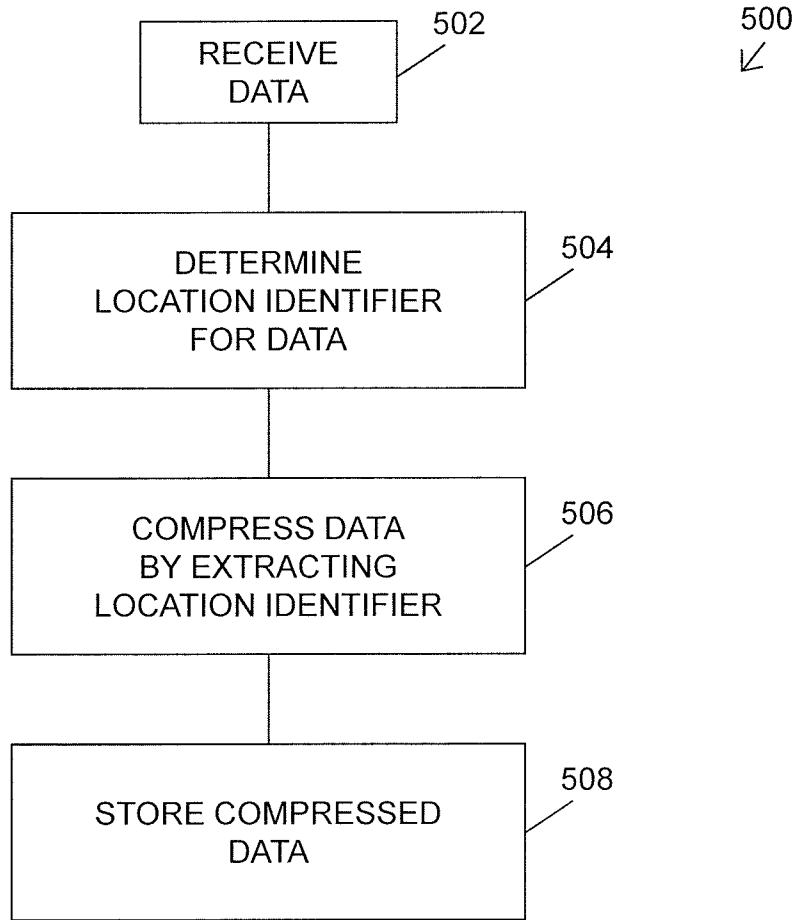 500
502
RECEIVE
DATA
504
DETERMINE
LOCATION IDENTIFIER
FOR DATA
506
COMPRESS DATA
BY EXTRACTING
LOCATION IDENTIFIER
508
STORE COMPRESSED
DATA